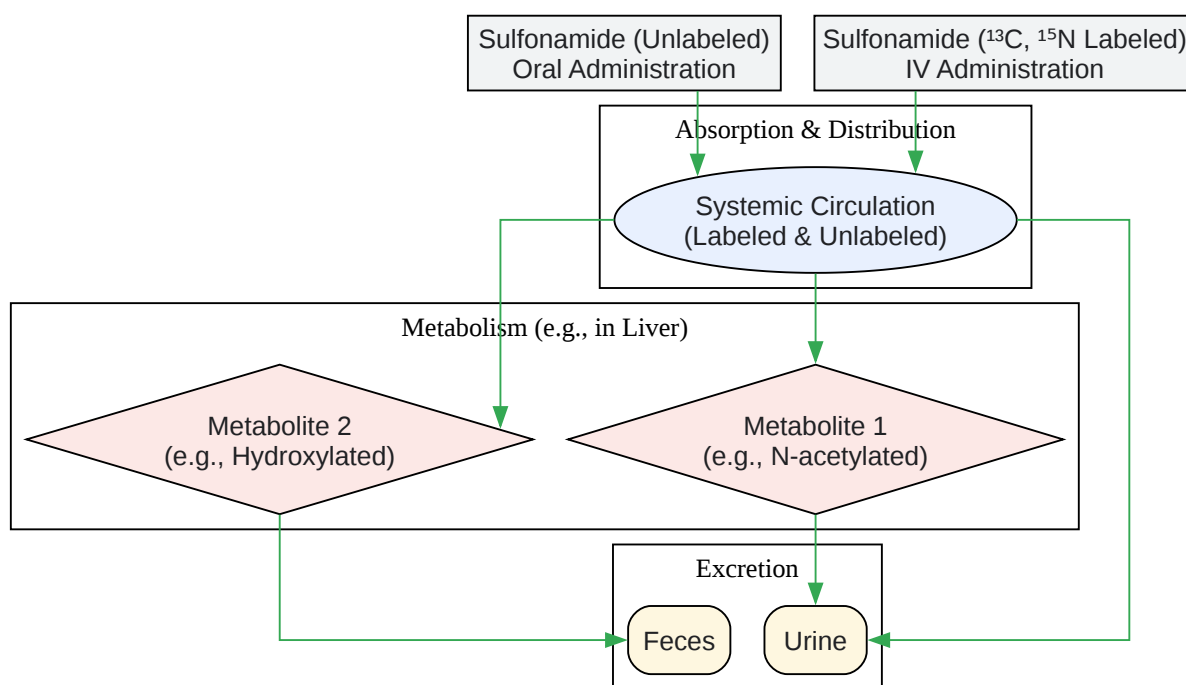 Sulfonamide (Unlabeled)
Oral Administration
Sulfonamide (¹³C, ¹⁵N Labeled)
IV Administration
Absorption & Distribution
Systemic Circulation
(Labeled & Unlabeled)
Metabolism (e.g., in Liver)
Metabolite 2
(e.g., Hydroxylated)
Metabolite 1
(e.g., N-acetylated)
Excretion
Feces
Urine